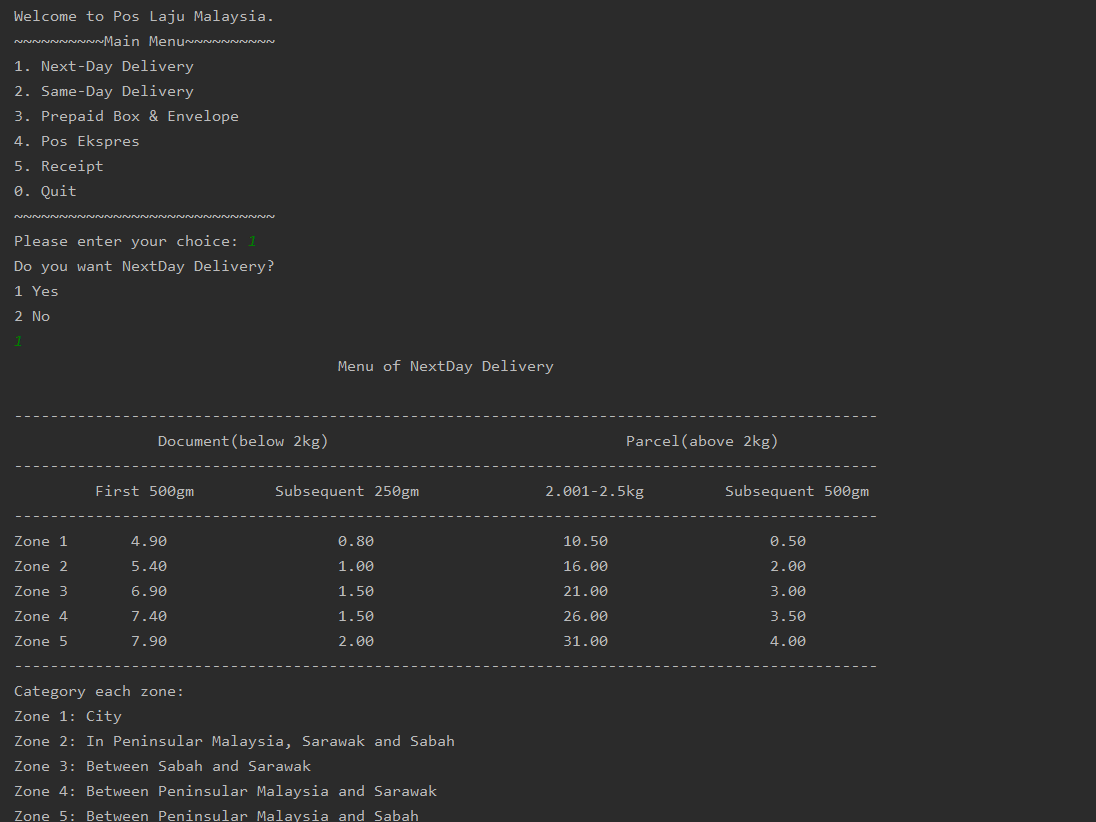 Welcome to Pos Laju Malaysia.
~~~~~~~~~~Main Menu~~~~~~~~~~
1. Next-Day Delivery
2. Same-Day Delivery
3. Prepaid Box & Envelope
4. Pos Ekspres
5. Receipt
0. Quit
~~~~~~~~~~~~~~~~~~~~~~~~~~~~~
Please enter your choice: 1
Do you want NextDay Delivery?
1 Yes
2 No
1
Menu of NextDay Delivery
------------------------------------------------------------------------------------------------
Document(below 2kg) Parcel(above 2kg)
------------------------------------------------------------------------------------------------
First 500gm Subsequent 250gm 2.001-2.5kg Subsequent 500gm
------------------------------------------------------------------------------------------------
Zone 1 4.90 0.80 10.50 0.50
Zone 2 5.40 1.00 16.00 2.00
Zone 3 6.90 1.50 21.00 3.00
Zone 4 7.40 1.50 26.00 3.50
Zone 5 7.90 2.00 31.00 4.00
------------------------------------------------------------------------------------------------
Category each zone:
Zone 1: City
Zone 2: In Peninsular Malaysia, Sarawak and Sabah
Zone 3: Between Sabah and Sarawak
Zone 4: Between Peninsular Malaysia and Sarawak
Zone 5: Between Peninsular Malaysia and Sabah